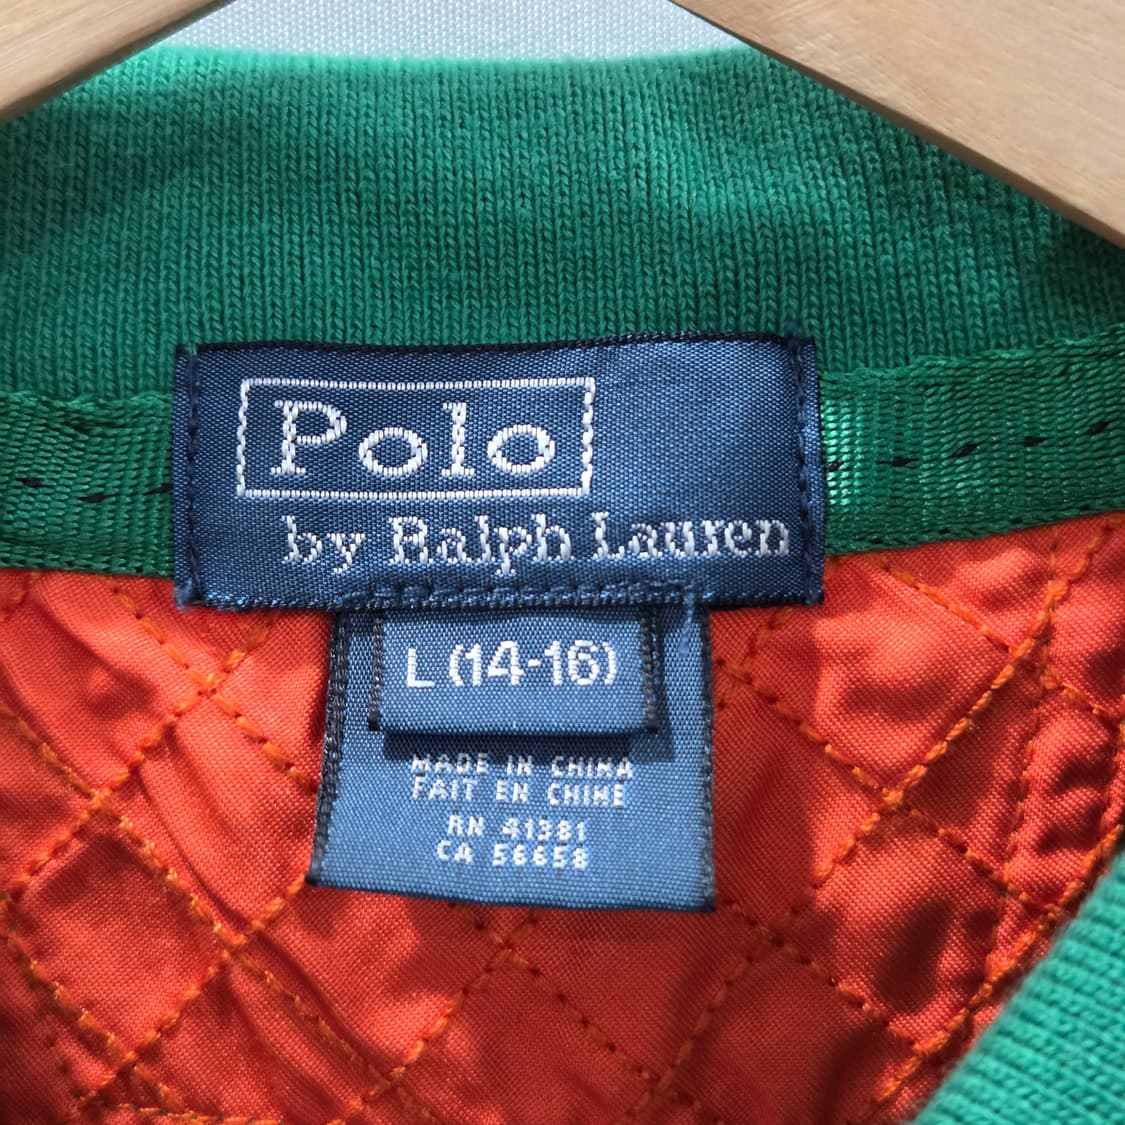 Polo
by Ralph Lauren
L (14-16)
MADE IN CHINA
FAIT EN CHINE
RN 41381
CA 56658